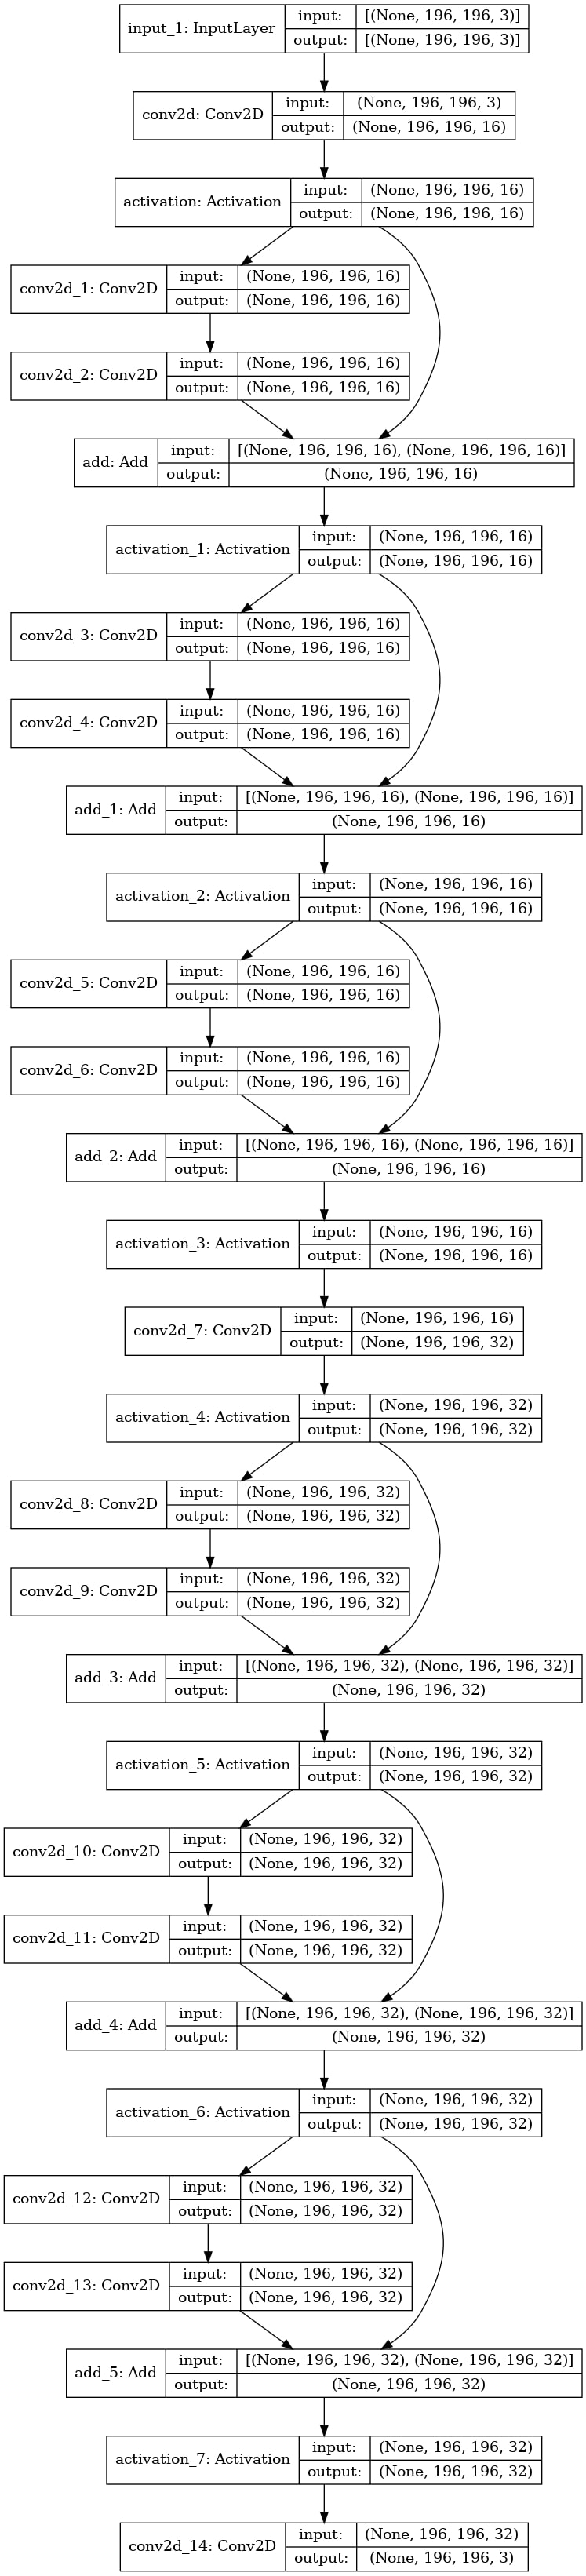 input_1: InputLayer
input: [(None, 196, 196, 3)]
output: [(None, 196, 196, 3)]
conv2d: Conv2D
input: (None, 196, 196, 3)
output: (None, 196, 196, 16)
activation: Activation
input: (None, 196, 196, 16)
output: (None, 196, 196, 16)
conv2d_1: Conv2D
input: (None, 196, 196, 16)
output: (None, 196, 196, 16)
conv2d_2: Conv2D
input: (None, 196, 196, 16)
output: (None, 196, 196, 16)
add: Add
input: [(None, 196, 196, 16), (None, 196, 196, 16)]
output: (None, 196, 196, 16)
activation_1: Activation
input: (None, 196, 196, 16)
output: (None, 196, 196, 16)
conv2d_3: Conv2D
input: (None, 196, 196, 16)
output: (None, 196, 196, 16)
conv2d_4: Conv2D
input: (None, 196, 196, 16)
output: (None, 196, 196, 16)
add_1: Add
input: [(None, 196, 196, 16), (None, 196, 196, 16)]
output: (None, 196, 196, 16)
activation_2: Activation
input: (None, 196, 196, 16)
output: (None, 196, 196, 16)
conv2d_5: Conv2D
input: (None, 196, 196, 16)
output: (None, 196, 196, 16)
conv2d_6: Conv2D
input: (None, 196, 196, 16)
output: (None, 196, 196, 16)
add_2: Add
input: [(None, 196, 196, 16), (None, 196, 196, 16)]
output: (None, 196, 196, 16)
activation_3: Activation
input: (None, 196, 196, 16)
output: (None, 196, 196, 16)
conv2d_7: Conv2D
input: (None, 196, 196, 16)
output: (None, 196, 196, 32)
activation_4: Activation
input: (None, 196, 196, 32)
output: (None, 196, 196, 32)
conv2d_8: Conv2D
input: (None, 196, 196, 32)
output: (None, 196, 196, 32)
conv2d_9: Conv2D
input: (None, 196, 196, 32)
output: (None, 196, 196, 32)
add_3: Add
input: [(None, 196, 196, 32), (None, 196, 196, 32)]
output: (None, 196, 196, 32)
activation_5: Activation
input: (None, 196, 196, 32)
output: (None, 196, 196, 32)
conv2d_10: Conv2D
input: (None, 196, 196, 32)
output: (None, 196, 196, 32)
conv2d_11: Conv2D
input: (None, 196, 196, 32)
output: (None, 196, 196, 32)
add_4: Add
input: [(None, 196, 196, 32), (None, 196, 196, 32)]
output: (None, 196, 196, 32)
activation_6: Activation
input: (None, 196, 196, 32)
output: (None, 196, 196, 32)
conv2d_12: Conv2D
input: (None, 196, 196, 32)
output: (None, 196, 196, 32)
conv2d_13: Conv2D
input: (None, 196, 196, 32)
output: (None, 196, 196, 32)
add_5: Add
input: [(None, 196, 196, 32), (None, 196, 196, 32)]
output: (None, 196, 196, 32)
activation_7: Activation
input: (None, 196, 196, 32)
output: (None, 196, 196, 32)
conv2d_14: Conv2D
input: (None, 196, 196, 32)
output: (None, 196, 196, 3)